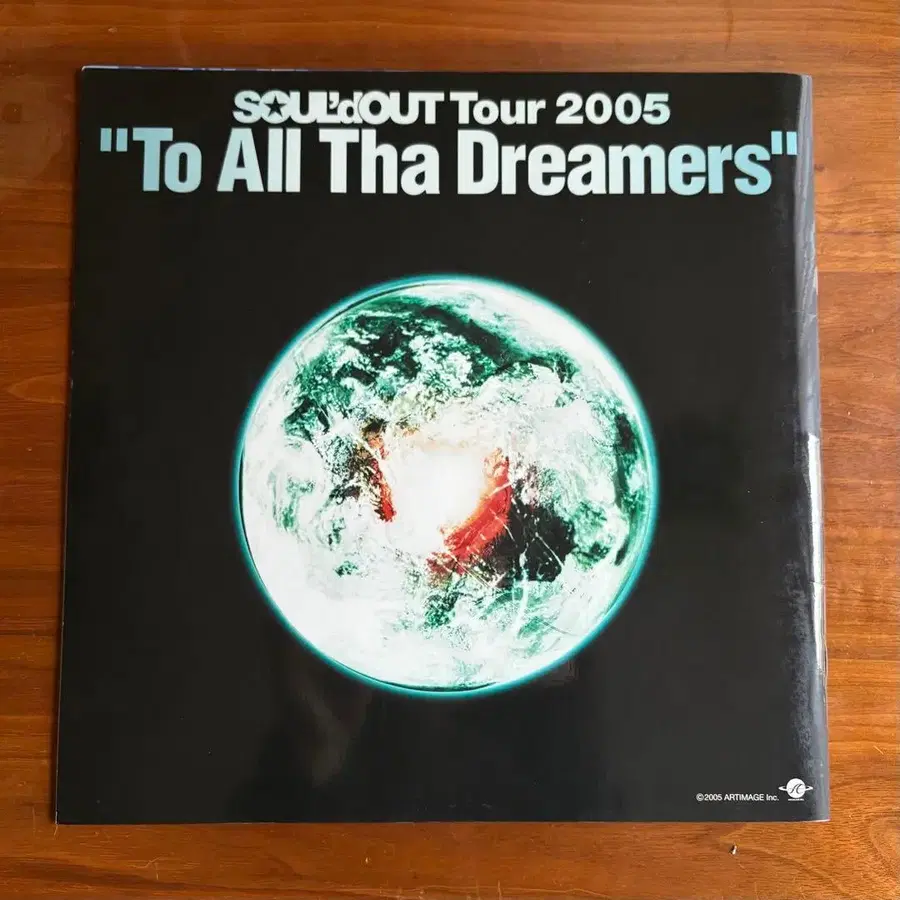 SOUL'dOUT Tour 2005
"To All Tha Dreamers"
©2005 ARTIMAGE Inc.